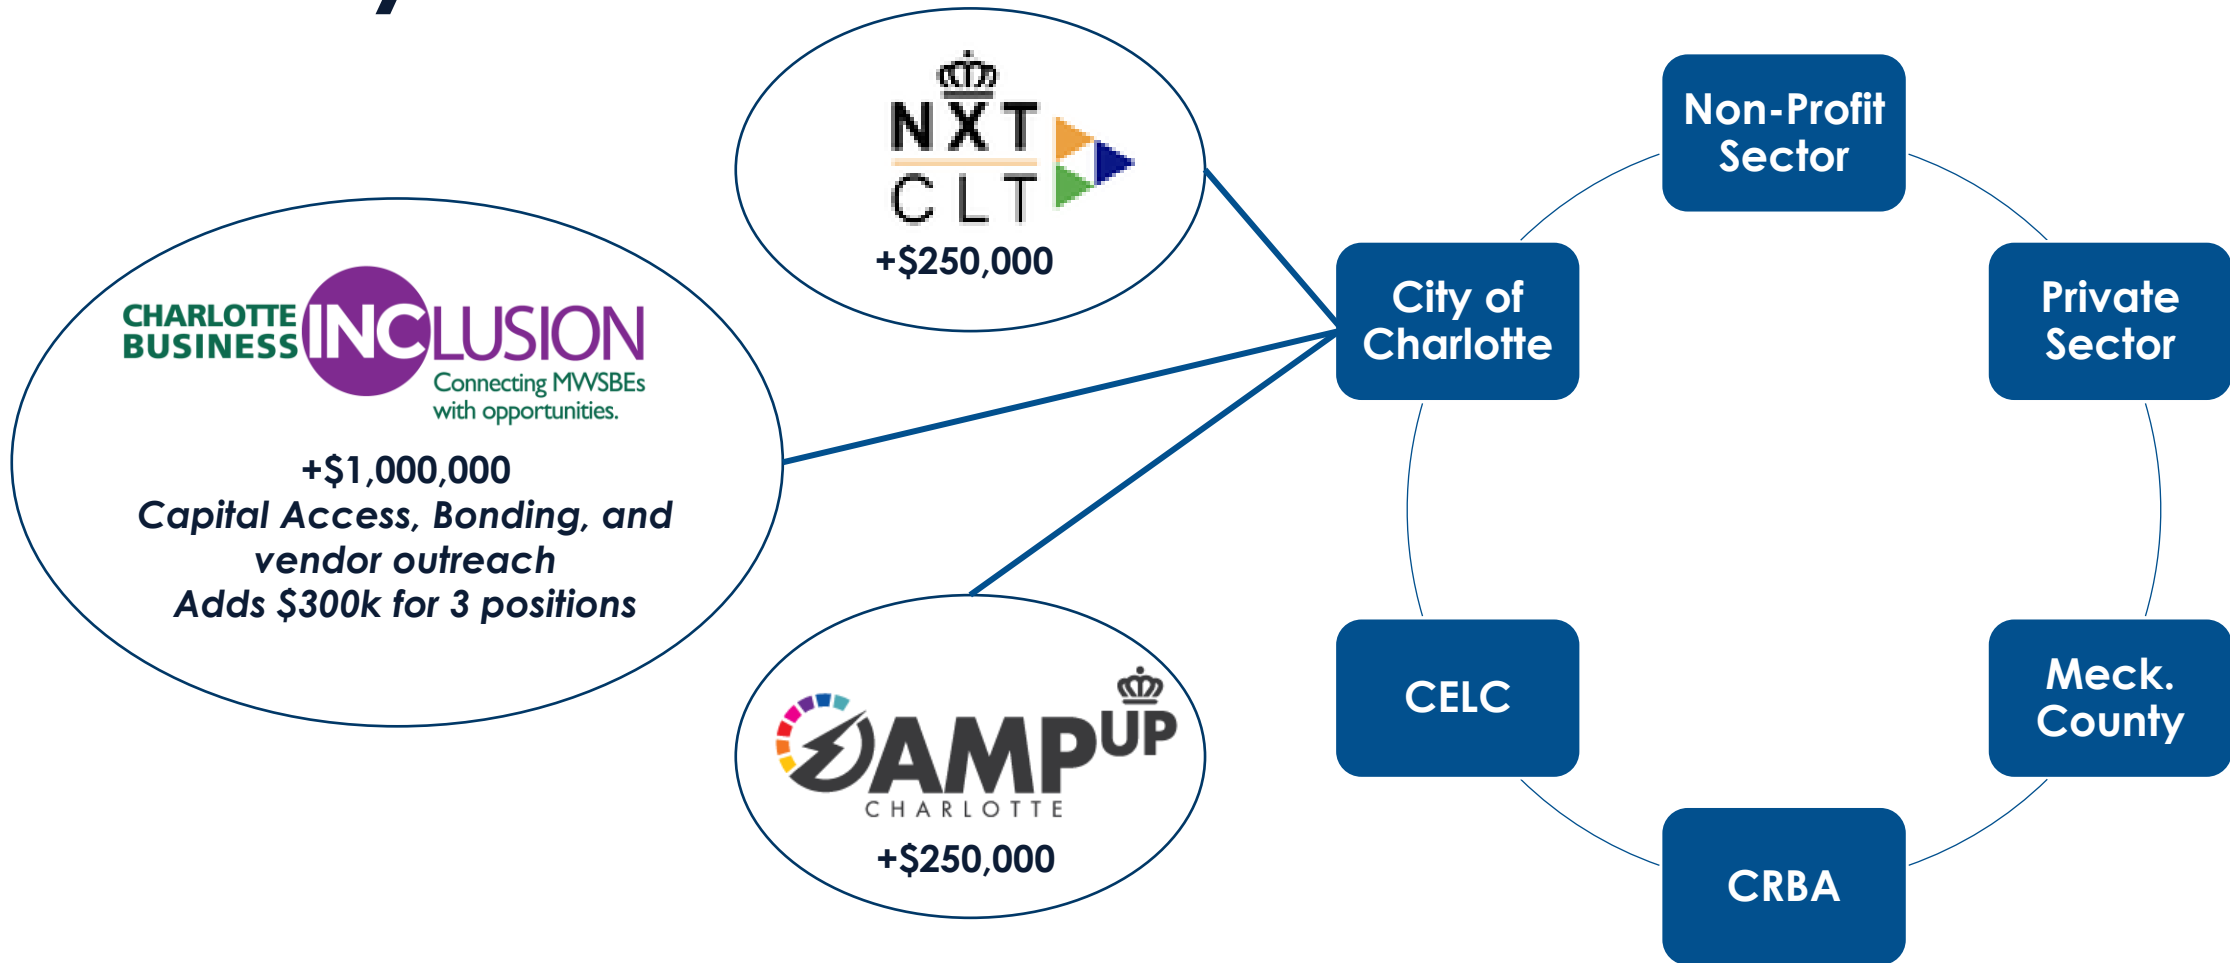 NXT
CLT
+$250,000
CHARLOTTE
BUSINESS
INCLUSION
Connecting MWSBEs
with opportunities.
+$1,000,000
Capital Access, Bonding, and
vendor outreach
Adds $300k for 3 positions
AMP UP
CHARLOTTE
+$250,000
Non-Profit
Sector
City of
Charlotte
Private
Sector
CELC
Meck.
County
CRBA